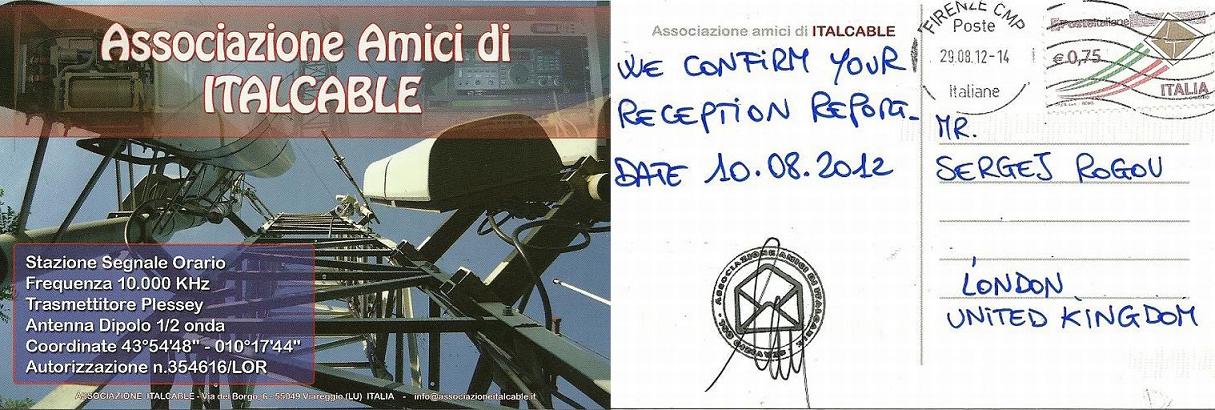 Associazione Amici di
ITALCABLE
Stazione Segnale Orario
Frequenza 10.000 KHz
Trasmettitore Plessey
Antenna Dipolo 1/2 onda
Coordinate 43°54'48" - 010°17'44"
Autorizzazione n.354616/LOR
ASSOCIAZIONE ITALCABLE - Via del Borgo, 6 - 55049 Viareggio (LU) ITALIA - info@associazioneitalcable.it
Associazione amici di ITALCABLE
WE CONFIRM YOUR
RECEPTION REPORT_
DATE 10.08.2012
ASSOCIAZIONE AMICI DI ITALCABLE
FIRENZE CMP
Poste
29.08.12-14
Italiane
Posteitaliane
€0,75
ITALIA
MR.
SERGEJ ROGOV
LONDON
UNITED KINGDOM